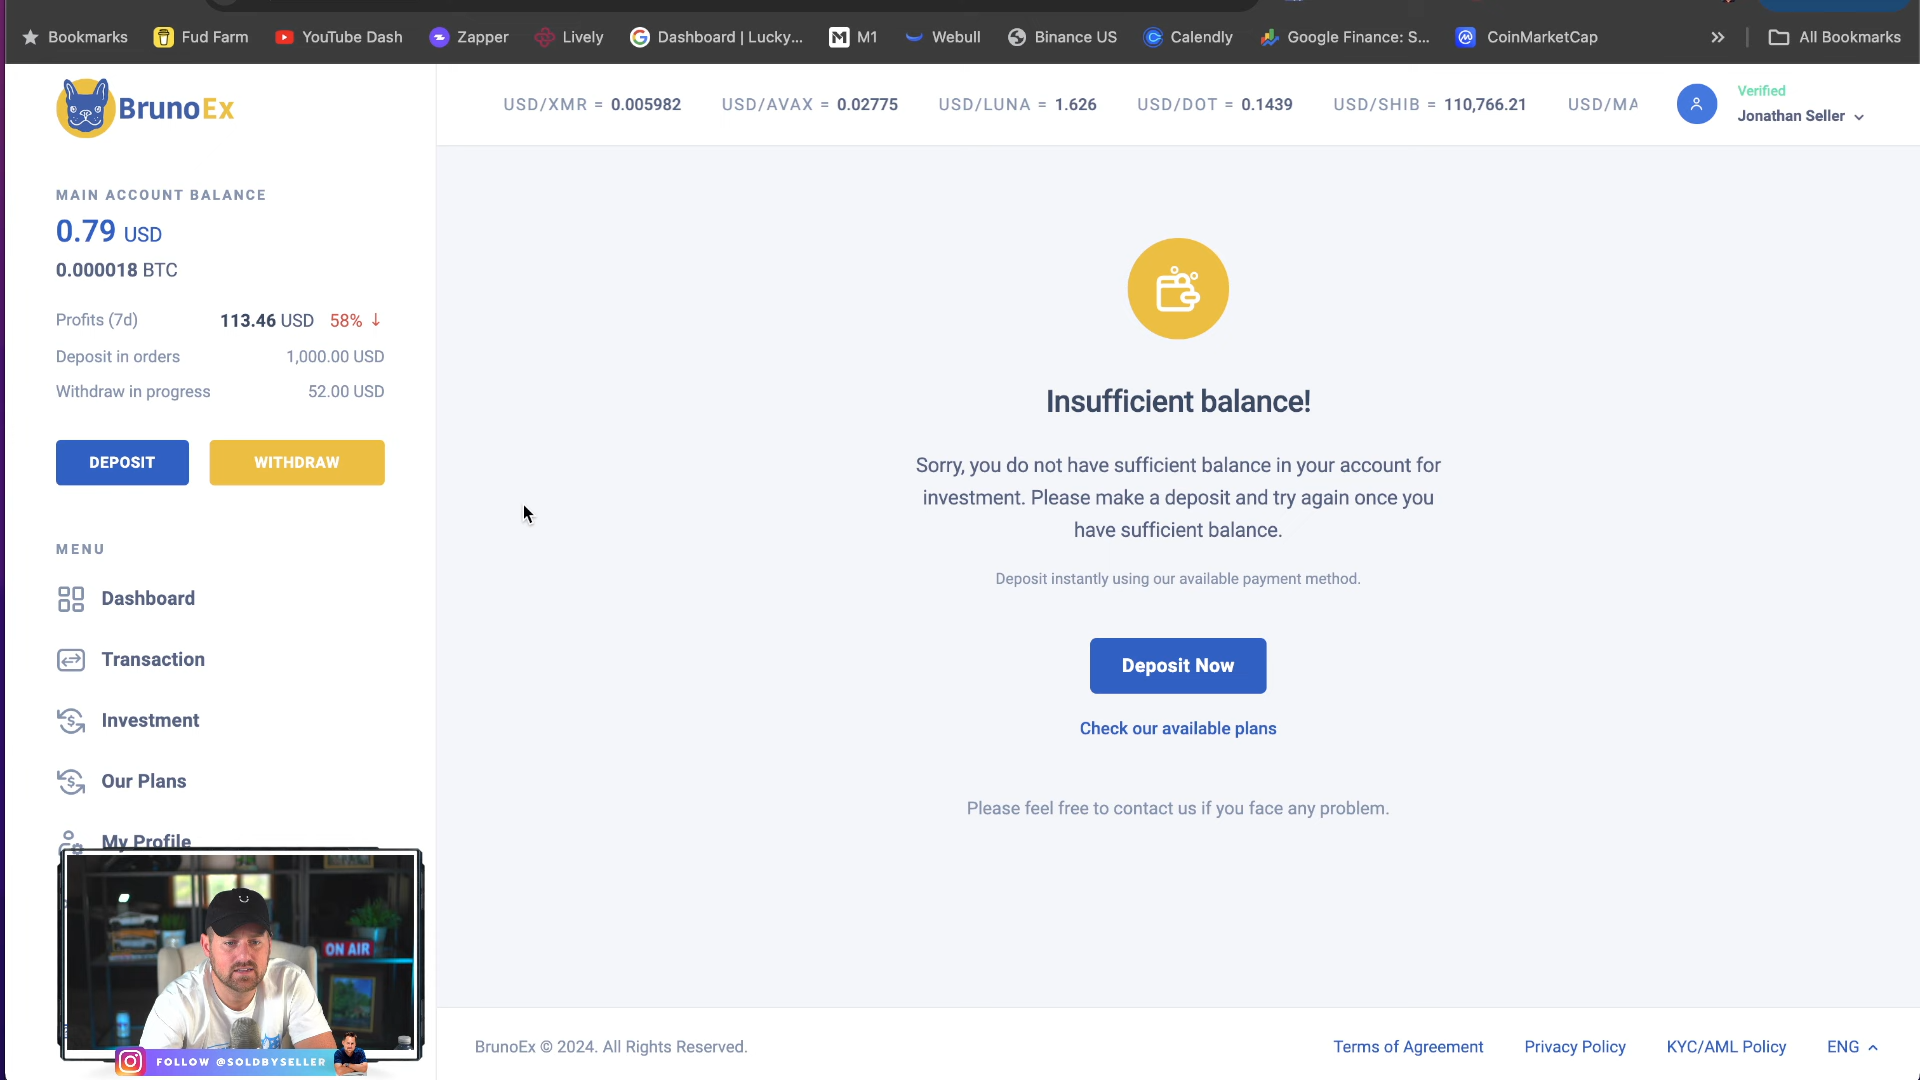 Bookmarks Fud Farm YouTube Dash Zapper Lively Dashboard | Lucky... M1 Webull Binance US Calendly Google Finance: S... CoinMarketCap » All Bookmarks
BrunoEx
USD/XMR = 0.005982 USD/AVAX = 0.02775 USD/LUNA = 1.626 USD/DOT = 0.1439 USD/SHIB = 110,766.21 USD/MA
Verified
Jonathan Seller
MAIN ACCOUNT BALANCE
0.79 USD
0.000018 BTC
Profits (7d) 113.46 USD 58% ↓
Deposit in orders 1,000.00 USD
Withdraw in progress 52.00 USD
DEPOSIT WITHDRAW
MENU
Dashboard
Transaction
Investment
Our Plans
My Profile
Insufficient balance!
Sorry, you do not have sufficient balance in your account for
investment. Please make a deposit and try again once you
have sufficient balance.
Deposit instantly using our available payment method.
Deposit Now
Check our available plans
Please feel free to contact us if you face any problem.
ON AIR
FOLLOW @SOLDBYSELLER
BrunoEx © 2024. All Rights Reserved.
Terms of Agreement Privacy Policy KYC/AML Policy ENG